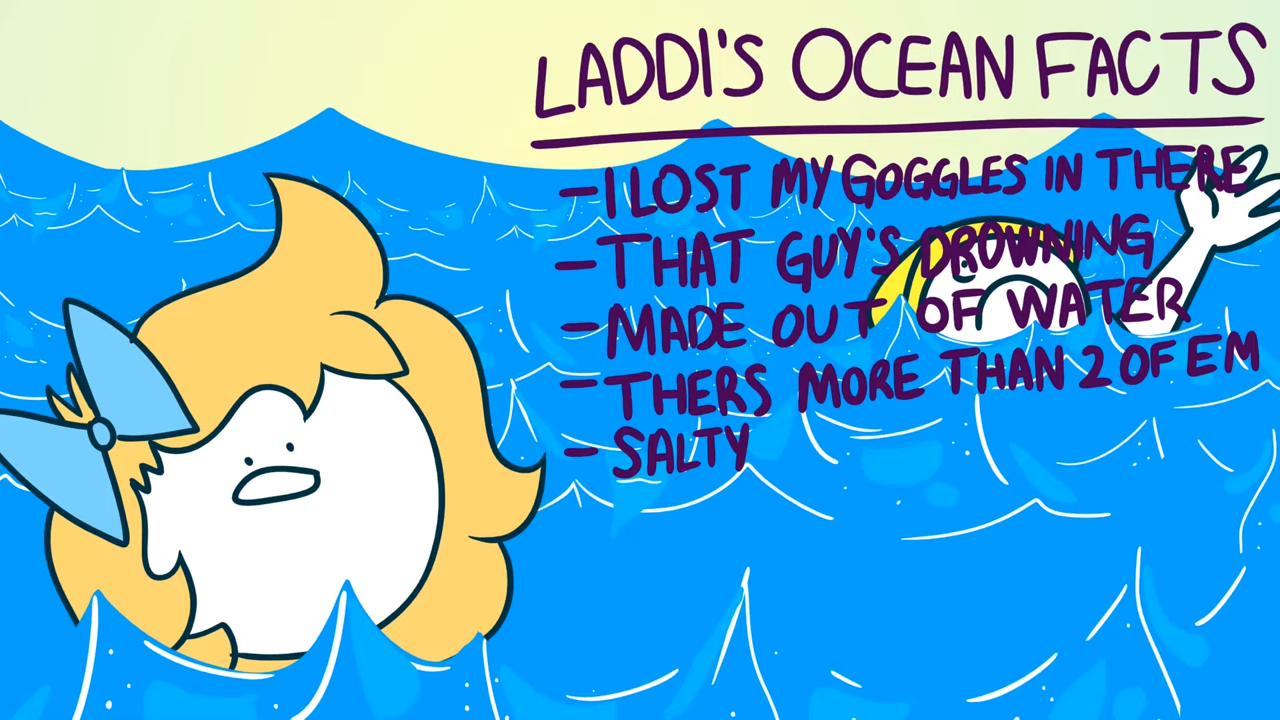 LADDI'S OCEAN FACTS
- I LOST MY GOGGLES IN THERE
- THAT GUY'S DROWNING
- MADE OUT OF WATER
- THERS MORE THAN 2 OF EM
- SALTY